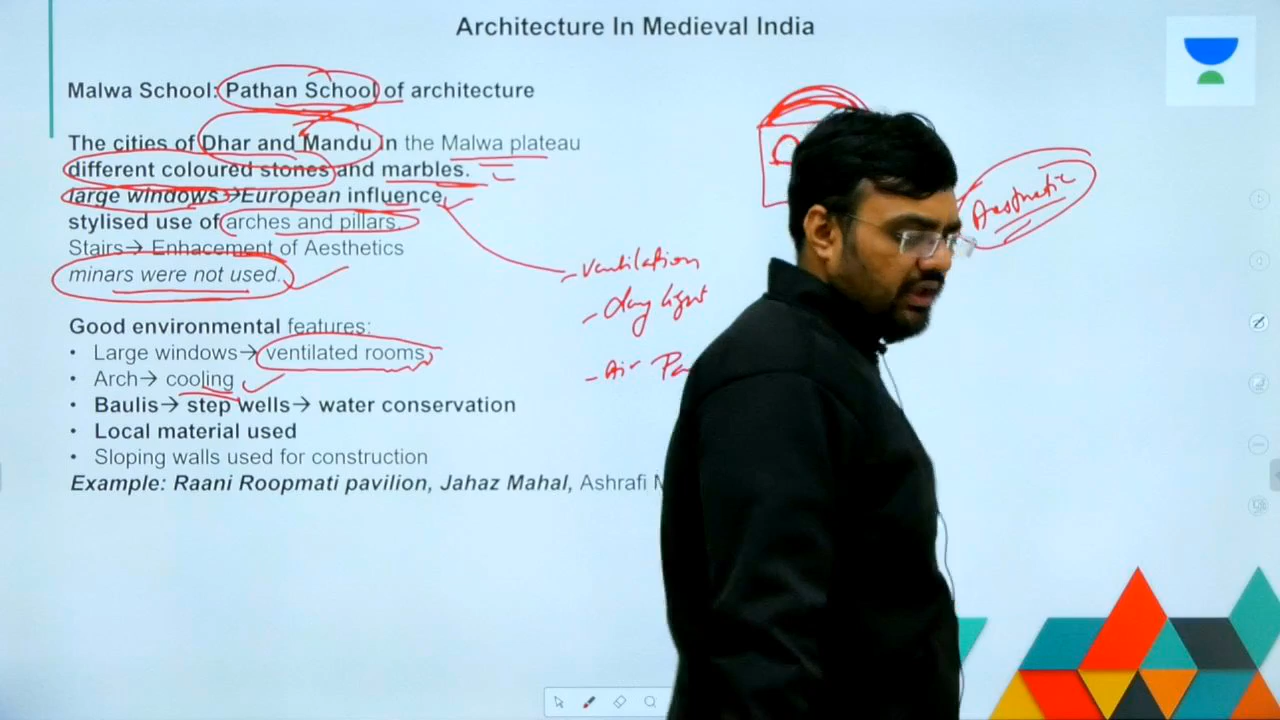 Architecture In Medieval India
Malwa School: Pathan School of architecture
The cities of Dhar and Mandu in the Malwa plateau
different coloured stones and marbles.
large windows→European influence,
stylised use of arches and pillars.
Stairs→ Enhacement of Aesthetics
minars were not used.
Good environmental features:
• Large windows→ ventilated rooms,
• Arch→ cooling
• Baulis→ step wells→ water conservation
• Local material used
• Sloping walls used for construction
Example: Raani Roopmati pavilion, Jahaz Mahal, Ashrafi
Aesthetic
- ventilation
- day light
- Air